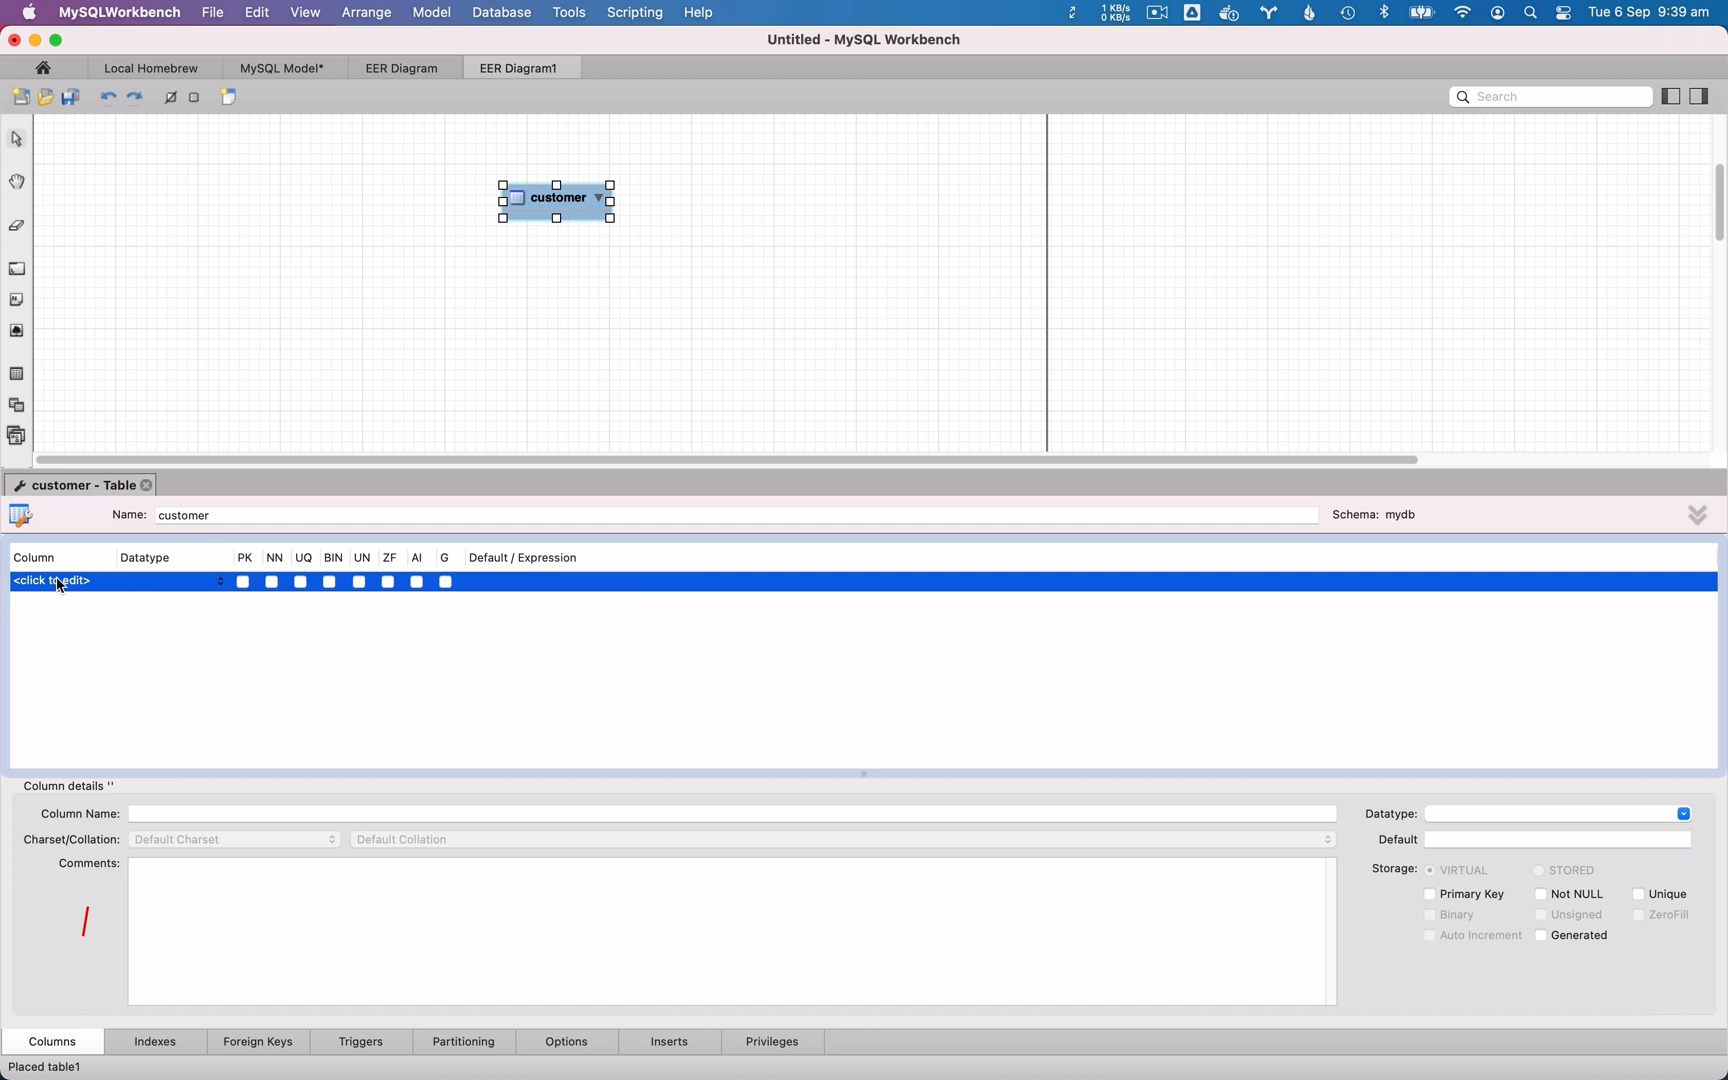 MySQLWorkbench File Edit View Arrange Model Database Tools Scripting Help 1 KB/s 0 KB/s Tue 6 Sep 9:39 am
Untitled - MySQL Workbench
Local Homebrew MySQL Model* EER Diagram EER Diagram1
Search
customer
customer - Table
Name: customer Schema: mydb
Column Datatype PK NN UQ BIN UN ZF AI G Default / Expression
<click to edit>
Column details ''
Column Name: Datatype:
Charset/Collation: Default Charset Default Collation Default
Comments: Storage: VIRTUAL STORED
Primary Key Not NULL Unique
Binary Unsigned ZeroFill
Auto Increment Generated
Columns Indexes Foreign Keys Triggers Partitioning Options Inserts Privileges
Placed table1